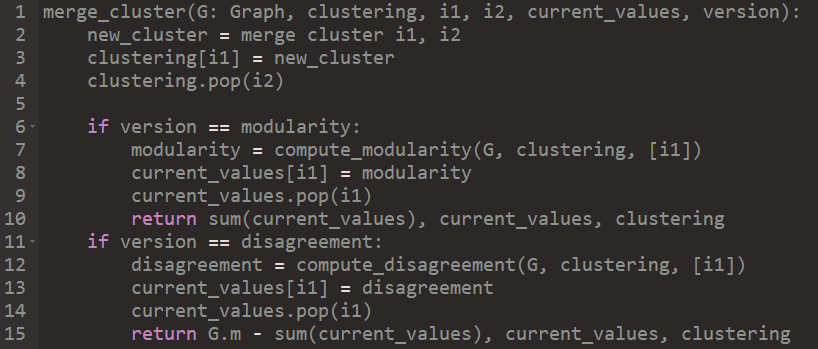 1 merge_cluster(G: Graph, clustering, i1, i2, current_values, version):
2     new_cluster = merge cluster i1, i2
3     clustering[i1] = new_cluster
4     clustering.pop(i2)
5
6     if version == modularity:
7         modularity = compute_modularity(G, clustering, [i1])
8         current_values[i1] = modularity
9         current_values.pop(i1)
10         return sum(current_values), current_values, clustering
11     if version == disagreement:
12         disagreement = compute_disagreement(G, clustering, [i1])
13         current_values[i1] = disagreement
14         current_values.pop(i1)
15         return G.m - sum(current_values), current_values, clustering